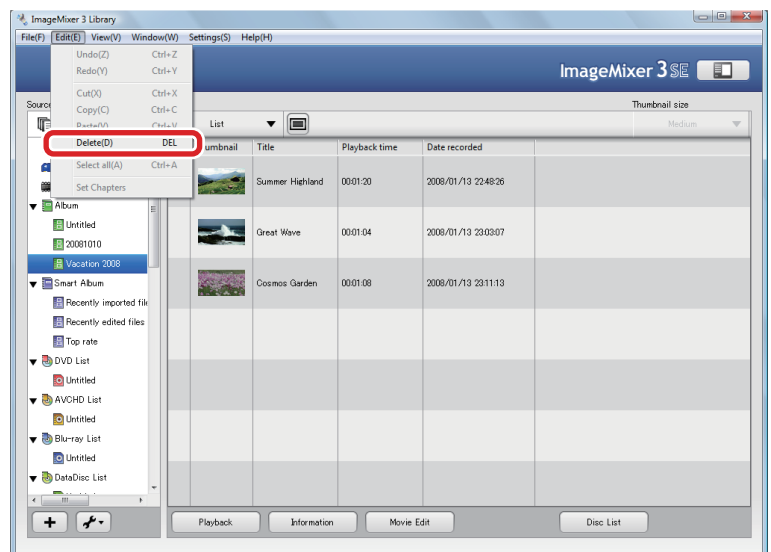 ImageMixer 3 Library
File(F) Edit(E) View(V) Window(W) Settings(S) Help(H)
Undo(Z) Ctrl+Z
Redo(Y) Ctrl+Y
Cut(X) Ctrl+X
Copy(C) Ctrl+C
Paste(V) Ctrl+V
Delete(D) DEL
Select all(A) Ctrl+A
Set Chapters
ImageMixer 3 SE
Thumbnail size
List
Medium
Title Playback time Date recorded
Summer Highland 00:01:20 2008/01/13 22:48:26
Great Wave 00:01:04 2008/01/13 23:03:07
Cosmos Garden 00:01:08 2008/01/13 23:11:13
Album
Untitled
20081010
Vacation 2008
Smart Album
Recently imported file
Recently edited files
Top rate
DVD List
Untitled
AVCHD List
Untitled
Blu-ray List
Untitled
DataDisc List
Playback Information Movie Edit Disc List